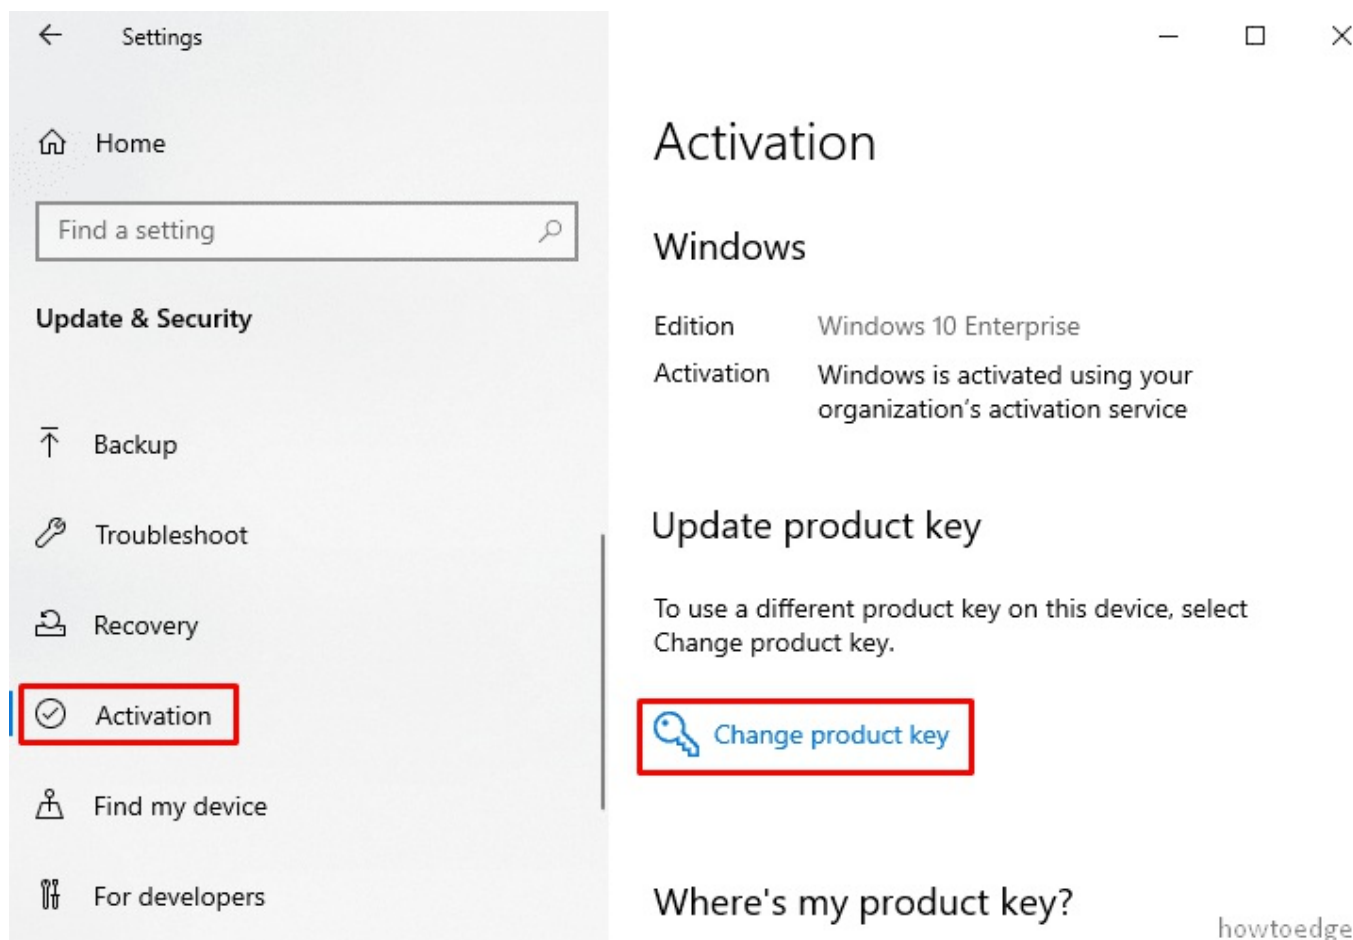 Settings
Home
Find a setting
Update & Security
Backup
Troubleshoot
Recovery
Activation
Find my device
For developers
Activation
Windows
Edition Windows 10 Enterprise
Activation Windows is activated using your
organization's activation service
Update product key
To use a different product key on this device, select
Change product key.
Change product key
Where's my product key?
howtoedge